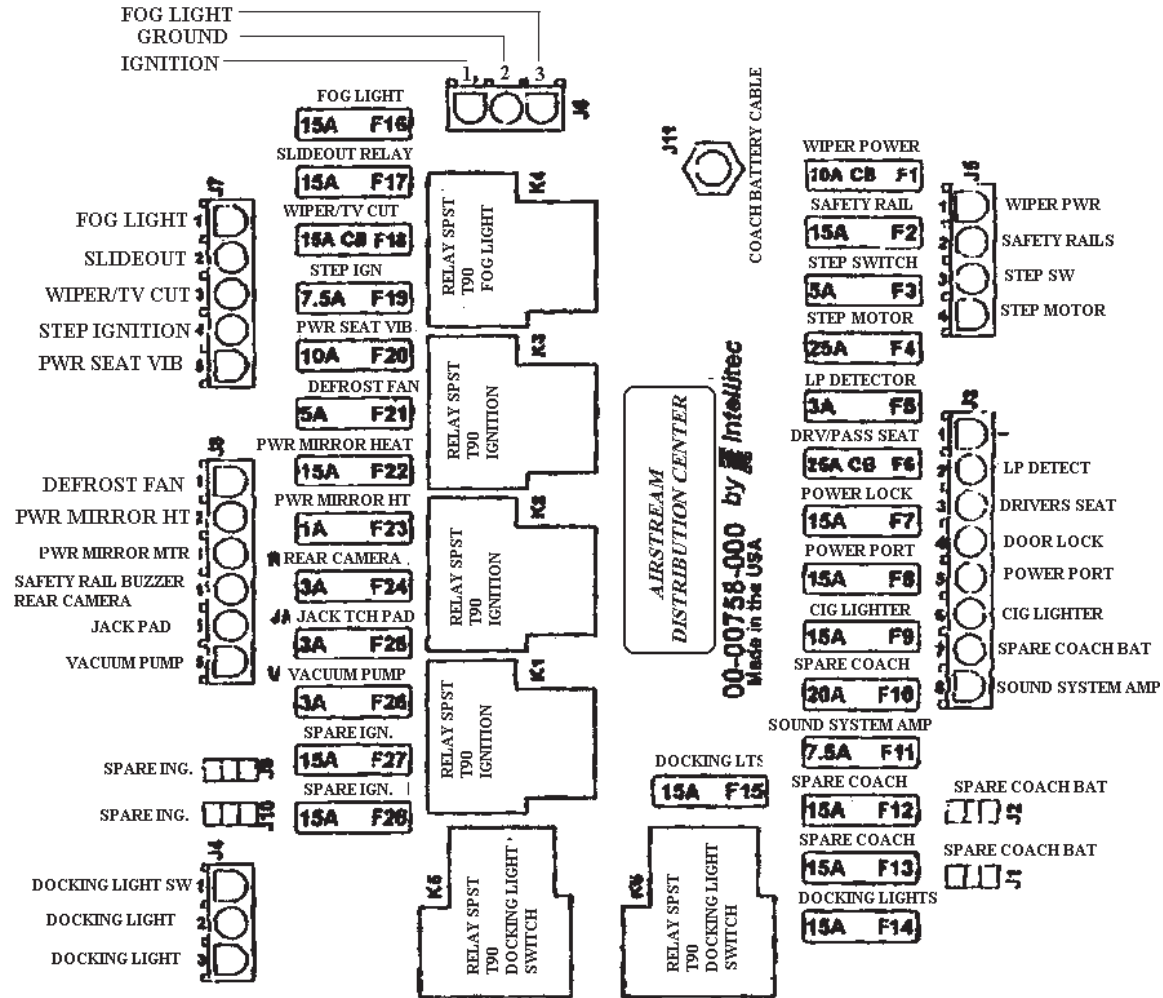 FOG LIGHT
GROUND
IGNITION
1 2 3
J6
FOG LIGHT
15A F16
SLIDEOUT RELAY
15A F17
WIPER/TV CUT
15A CB F18
STEP IGN
7.5A F19
PWR SEAT VIB
10A F20
DEFROST FAN
5A F21
PWR MIRROR HEAT
15A F22
PWR MIRROR HT
1A F23
REAR CAMERA
3A F24
JACK TCH PAD
3A F25
VACUUM PUMP
3A F26
SPARE IGN.
15A F27
SPARE IGN.
15A F28
J7
FOG LIGHT 1
SLIDEOUT 2
WIPER/TV CUT 3
STEP IGNITION 4
PWR SEAT VIB 5
DEFROST FAN
PWR MIRROR HT
PWR MIRROR MTR
SAFETY RAIL BUZZER
REAR CAMERA
JACK PAD
VACUUM PUMP
SPARE ING.
SPARE ING. J10
J4
DOCKING LIGHT SW 1
DOCKING LIGHT 2
DOCKING LIGHT 3
K4
RELAY SPST
T90
FOG LIGHT
K3
RELAY SPST
T90
IGNITION
K2
RELAY SPST
T90
IGNITION
K1
RELAY SPST
T90
IGNITION
K5
RELAY SPST
T90
DOCKING LIGHT
SWITCH
K6
RELAY SPST
T90
DOCKING LIGHT
SWITCH
DOCKING LTS
15A F15
J11
COACH BATTERY CABLE
AIRSTREAM
DISTRIBUTION CENTER
00-00758-000 by Intellitec
Made in the USA
WIPER POWER
10A CB F1
SAFETY RAIL
15A F2
STEP SWITCH
5A F3
STEP MOTOR
25A F4
LP DETECTOR
3A F5
DRV/PASS SEAT
25A CB F6
POWER LOCK
15A F7
POWER PORT
15A F8
CIG LIGHTER
15A F9
SPARE COACH
20A F10
SOUND SYSTEM AMP
7.5A F11
SPARE COACH
15A F12
SPARE COACH
15A F13
DOCKING LIGHTS
15A F14
J5
1 WIPER PWR
2 SAFETY RAILS
3 STEP SW
4 STEP MOTOR
J3
1
2 LP DETECT
3 DRIVERS SEAT
4 DOOR LOCK
5 POWER PORT
6 CIG LIGHTER
7 SPARE COACH BAT
8 SOUND SYSTEM AMP
SPARE COACH BAT
J2
SPARE COACH BAT
J1